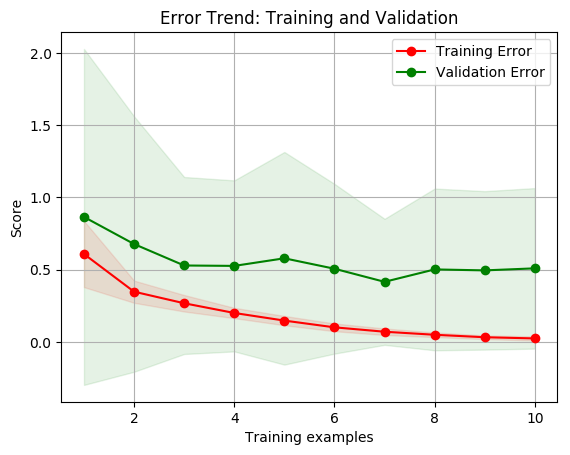 Error Trend: Training and Validation
Training Error
Validation Error
2.0
1.5
1.0
0.5
0.0
Score
2
4
6
8
10
Training examples